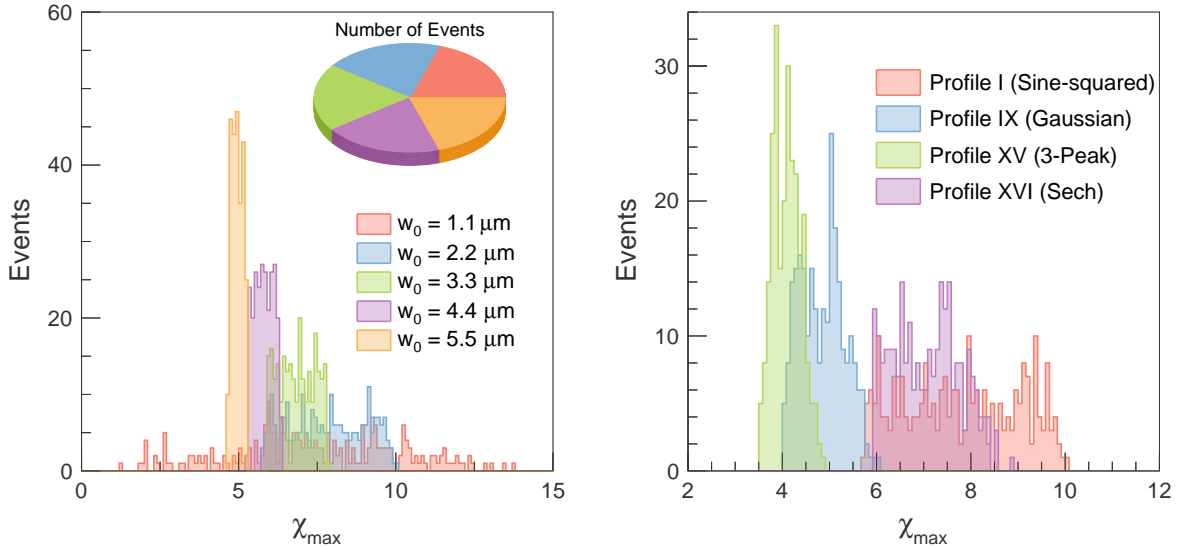 60
40
20
0
Events
0
5
10
15
χmax
Number of Events
w0 = 1.1 μm
w0 = 2.2 μm
w0 = 3.3 μm
w0 = 4.4 μm
w0 = 5.5 μm
30
20
10
0
Events
2
4
6
8
10
12
χmax
Profile I (Sine-squared)
Profile IX (Gaussian)
Profile XV (3-Peak)
Profile XVI (Sech)